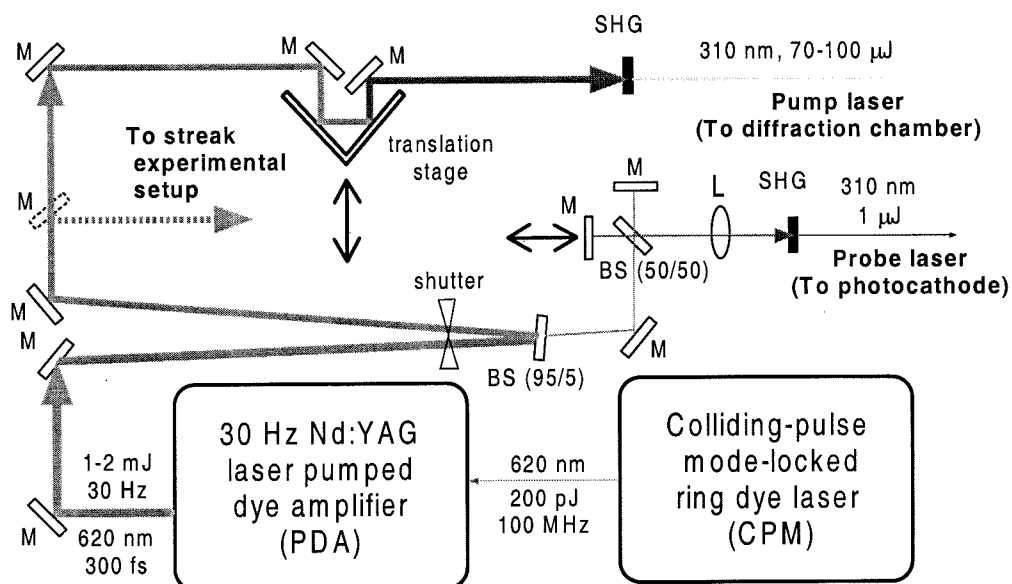 SHG
M
M
M
310 nm, 70-100 µJ
Pump laser
(To diffraction chamber)
To streak
experimental
setup
translation
stage
M
M
M
L
SHG
310 nm
1 µJ
BS (50/50)
Probe laser
(To photocathode)
shutter
M
M
M
BS (95/5)
1-2 mJ
30 Hz
620 nm
300 fs
M
30 Hz Nd:YAG
laser pumped
dye amplifier
(PDA)
620 nm
200 pJ
100 MHz
Colliding-pulse
mode-locked
ring dye laser
(CPM)